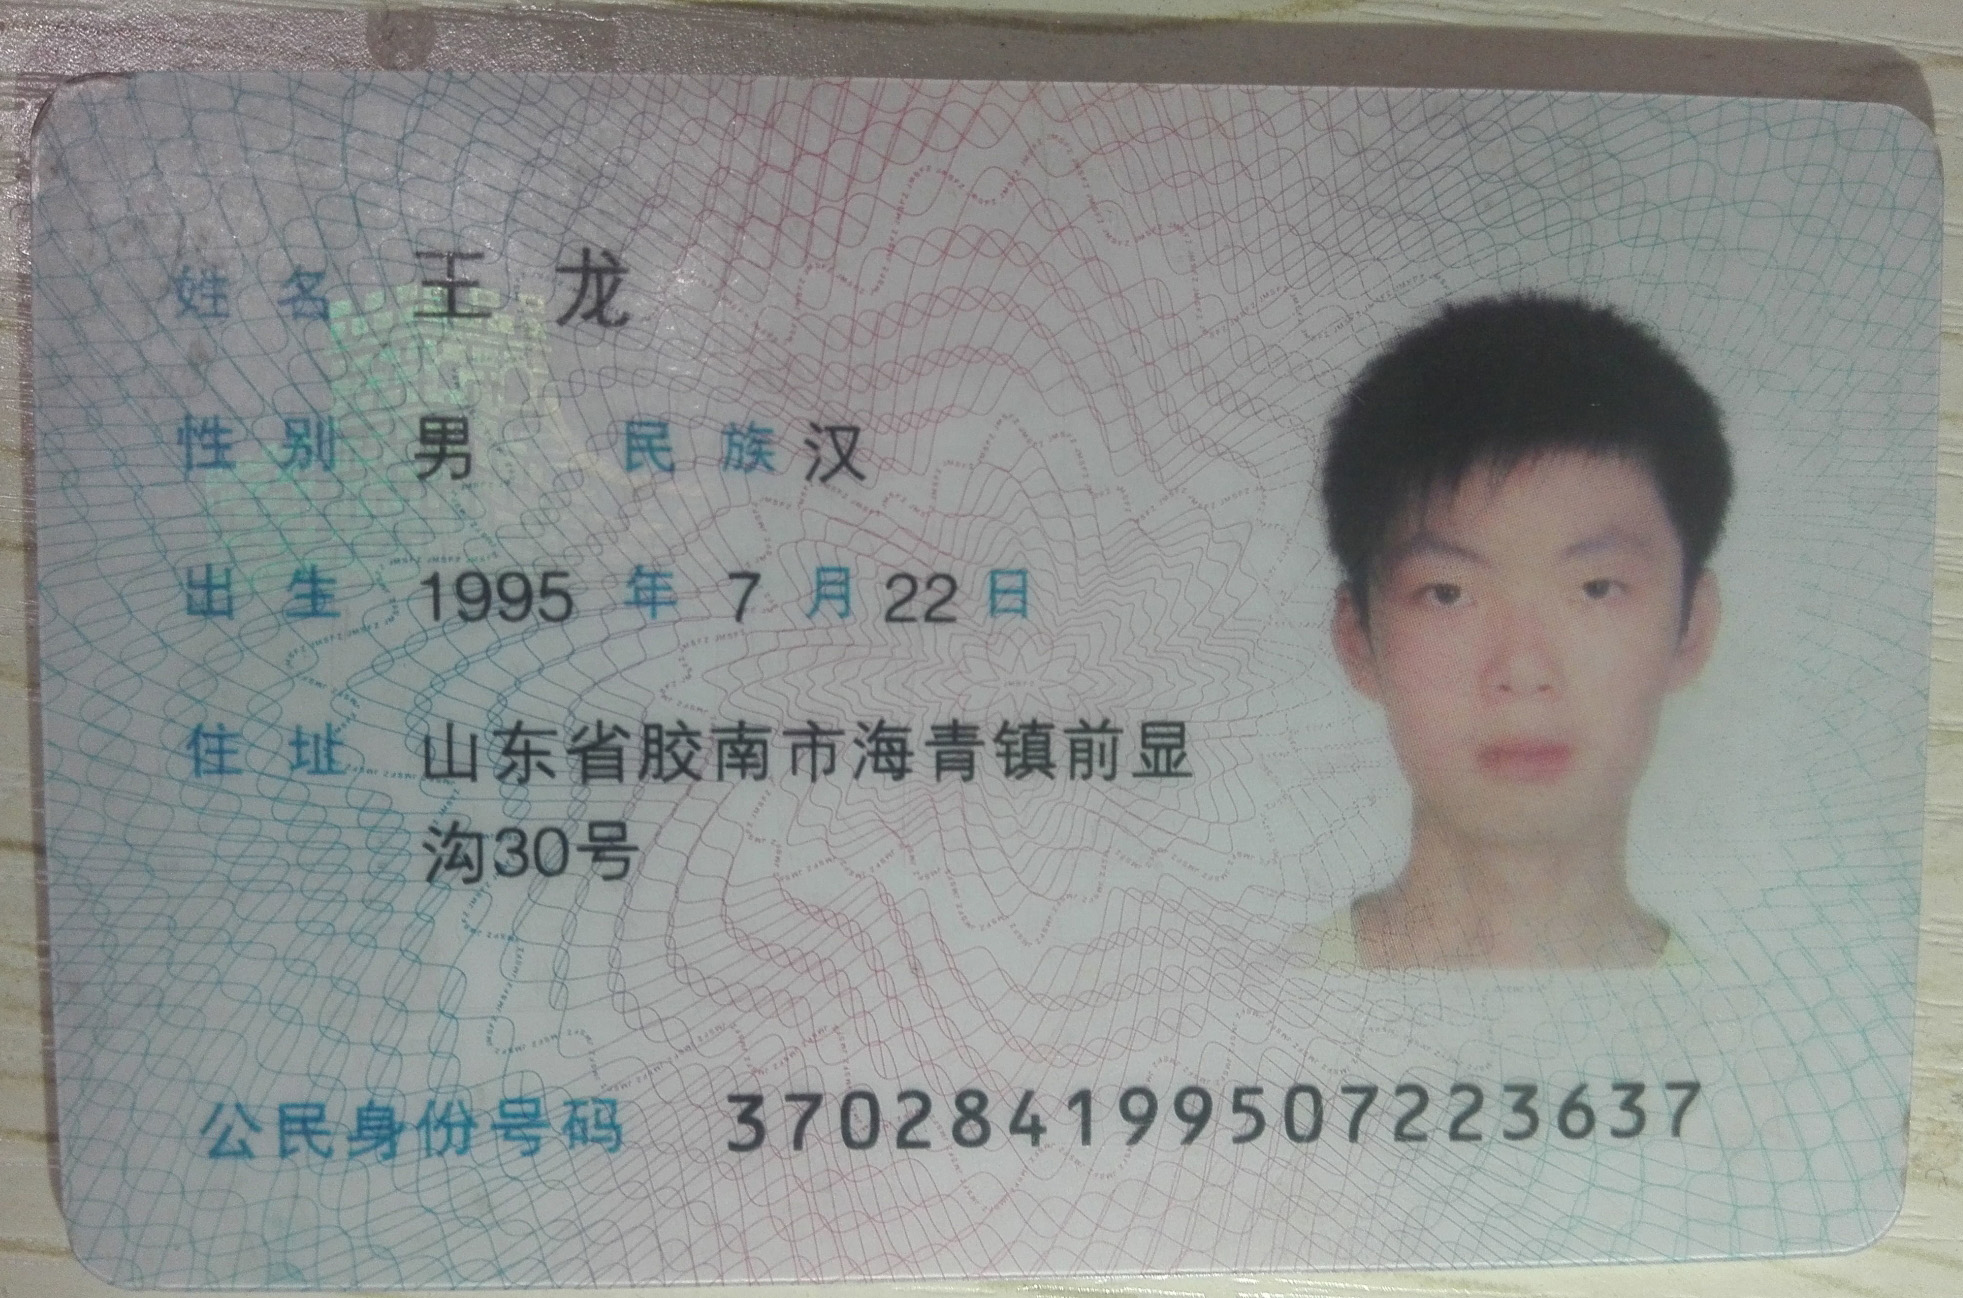 姓名 王龙
性别 男 民族 汉
出生 1995 年 7 月 22 日
住址 山东省胶南市海青镇前显
沟30号
公民身份号码 370284199507223637